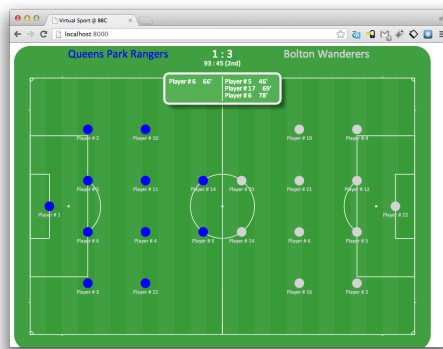 Virtual Sport @ BBC
localhost:8000
Queens Park Rangers 1 : 3 Bolton Wanderers
93 : 45 (2nd)
Player # 6 66' Player # 5 46'
Player # 17 69'
Player # 6 78'
Player # 2 Player # 10 Player # 10 Player # 4
Player # 11 Player # 14 Player # 21 Player # 12
Player # 1 Player # 22
Player # 6 Player # 4 Player # 9 Player # 14 Player # 6 Player # 5
Player # 3 Player # 22 Player # 16 Player # 2